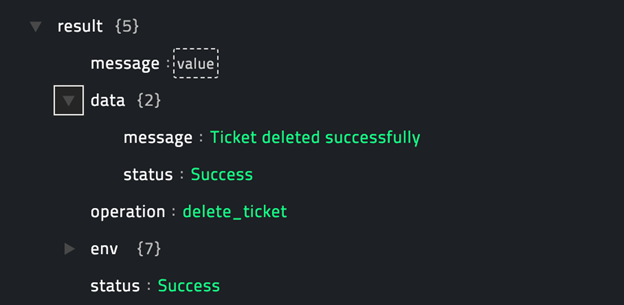 result {5}
message : value
data {2}
message : Ticket deleted successfully
status : Success
operation : delete_ticket
env {7}
status : Success